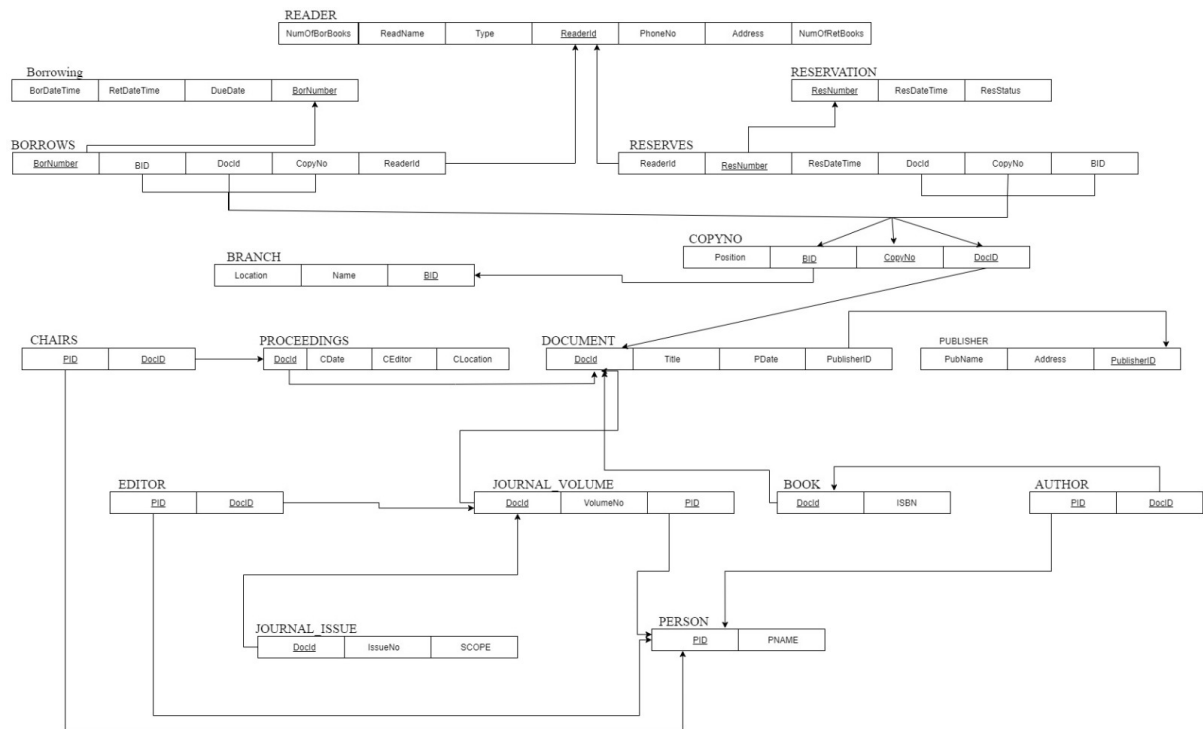 READER
NumOfBorBooks ReadName Type ReaderId PhoneNo Address NumOfRetBooks
Borrowing
BorDateTime RetDateTime DueDate BorNumber
RESERVATION
ResNumber ResDateTime ResStatus
BORROWS
BorNumber BID DocId CopyNo ReaderId
RESERVES
ReaderId ResNumber ResDateTime DocId CopyNo BID
COPYNO
Position BID CopyNo DocID
BRANCH
Location Name BID
CHAIRS
PID DocID
PROCEEDINGS
DocId CDate CEditor CLocation
DOCUMENT
DocId Title PDate PublisherID
PUBLISHER
PubName Address PublisherID
EDITOR
PID DocID
JOURNAL_VOLUME
DocId VolumeNo PID
BOOK
DocId ISBN
AUTHOR
PID DocID
JOURNAL_ISSUE
DocId IssueNo SCOPE
PERSON
PID PNAME